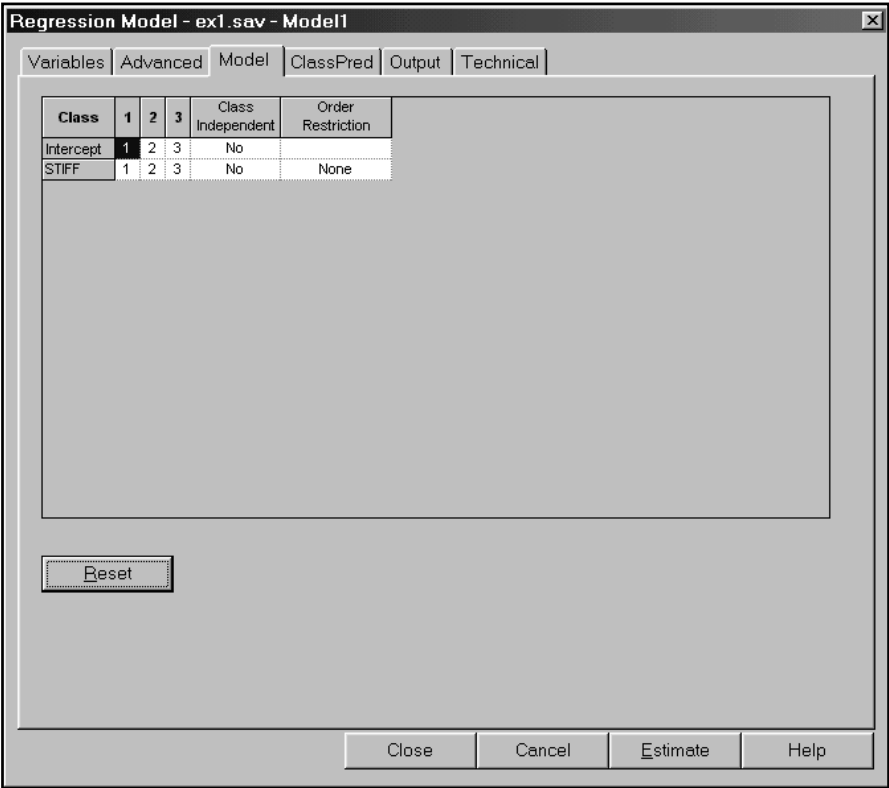 Regression Model - ex1.sav - Model1
Variables Advanced Model ClassPred Output Technical
Class 1 2 3 Class Independent Order Restriction
Intercept 1 2 3 No
STIFF 1 2 3 No None
Reset
Close Cancel Estimate Help